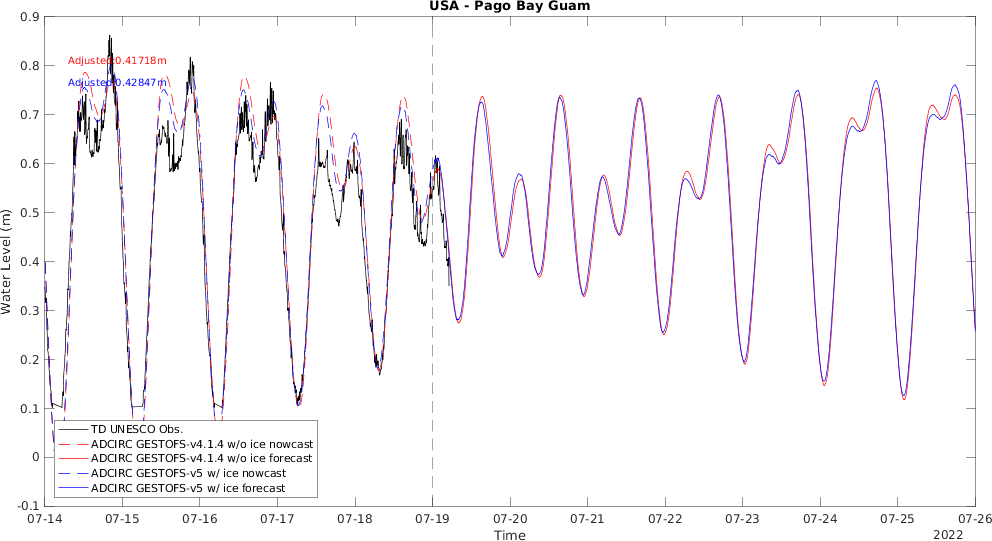 USA - Pago Bay Guam
0.9
0.8
0.7
0.6
0.5
0.4
0.3
0.2
0.1
0
-0.1
Water Level (m)
Adjusted:0.41718m
Adjusted:0.42847m
TD UNESCO Obs.
ADCIRC GESTOFS-v4.1.4 w/o ice nowcast
ADCIRC GESTOFS-v4.1.4 w/o ice forecast
ADCIRC GESTOFS-v5 w/ ice nowcast
ADCIRC GESTOFS-v5 w/ ice forecast
07-14 07-15 07-16 07-17 07-18 07-19 07-20 07-21 07-22 07-23 07-24 07-25 07-26
Time
2022